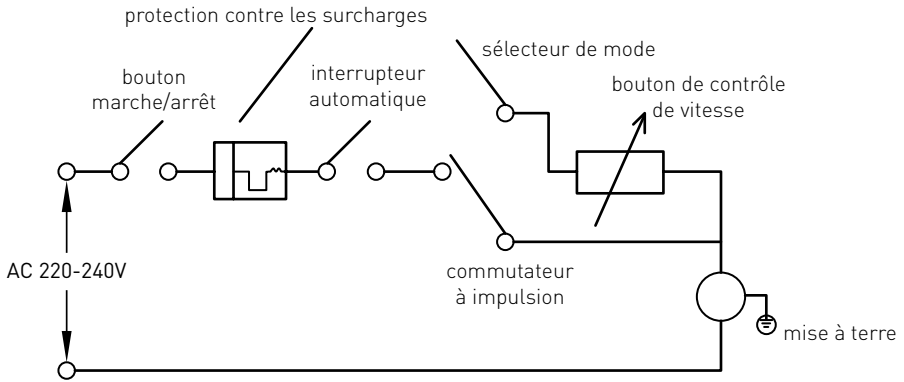 protection contre les surcharges
sélecteur de mode
bouton
marche/arrêt
interrupteur
automatique
bouton de contrôle
de vitesse
AC 220-240V
commutateur
à impulsion
mise à terre